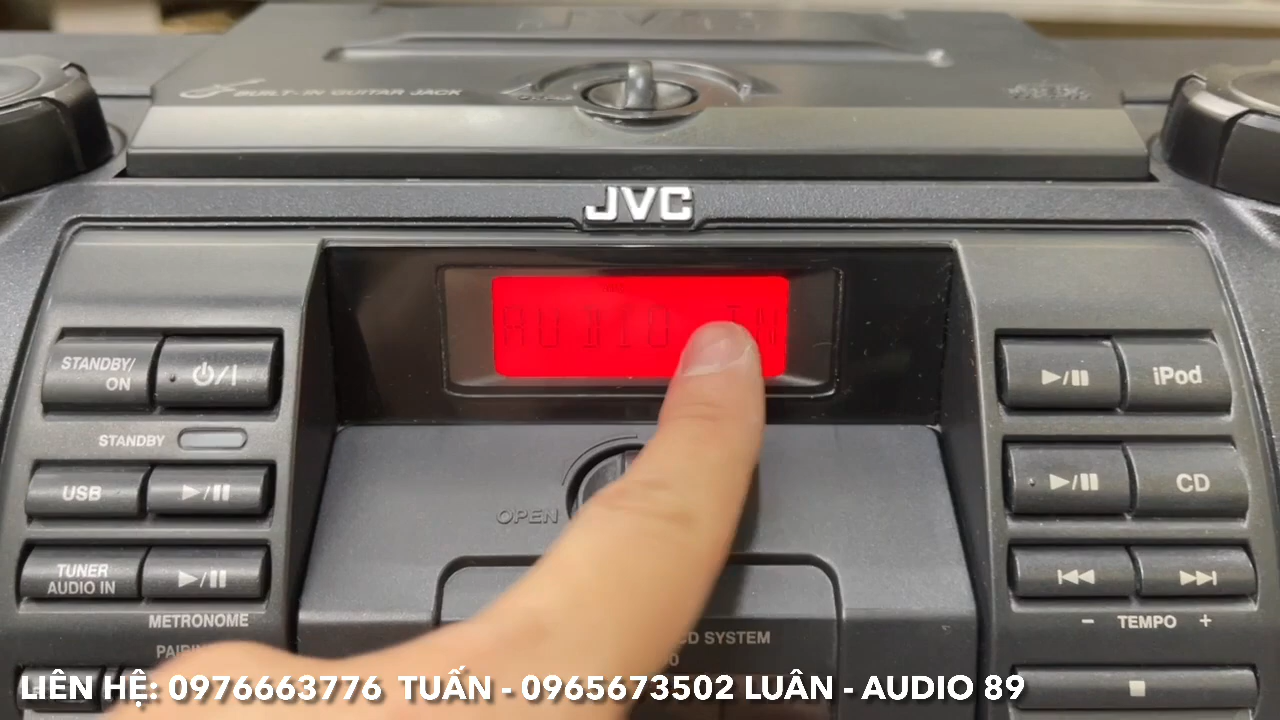 JVC
BUILT-IN GUITAR JACK
JVC
AUDIO IN
STANDBY/
ON
STANDBY
USB
TUNER
AUDIO IN
METRONOME
OPEN
CD SYSTEM
iPod
CD
- TEMPO +
LIÊN HỆ: 0976663776 TUẤN - 0965673502 LUÂN - AUDIO 89